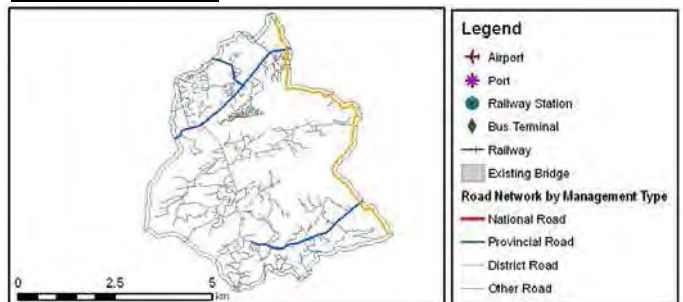 Legend
Airport
Port
Railway Station
Bus Terminal
Railway
Existing Bridge
Road Network by Management Type
National Road
Provincial Road
District Road
Other Road
0 2.5 5
km